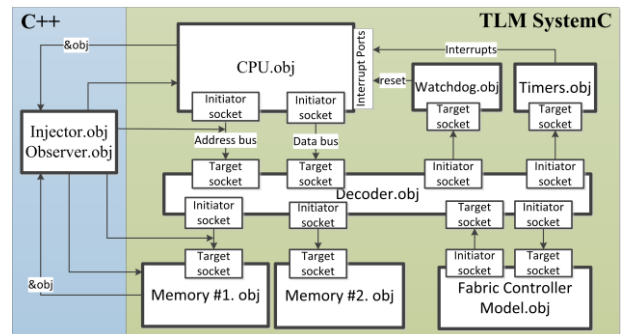 C++
TLM SystemC
&obj
CPU.obj
Interrupt Ports
Interrupts
reset
Watchdog.obj
Timers.obj
Initiator
socket
Initiator
socket
Target
socket
Target
socket
Injector.obj
Observer.obj
Address bus
Data bus
Target
socket
Target
socket
Initiator
socket
Initiator
socket
Decoder.obj
Initiator
socket
Initiator
socket
Target
socket
Initiator
socket
&obj
Target
socket
Target
socket
Initiator
socket
Target
socket
Memory #1. obj
Memory #2. obj
Fabric Controller
Model.obj